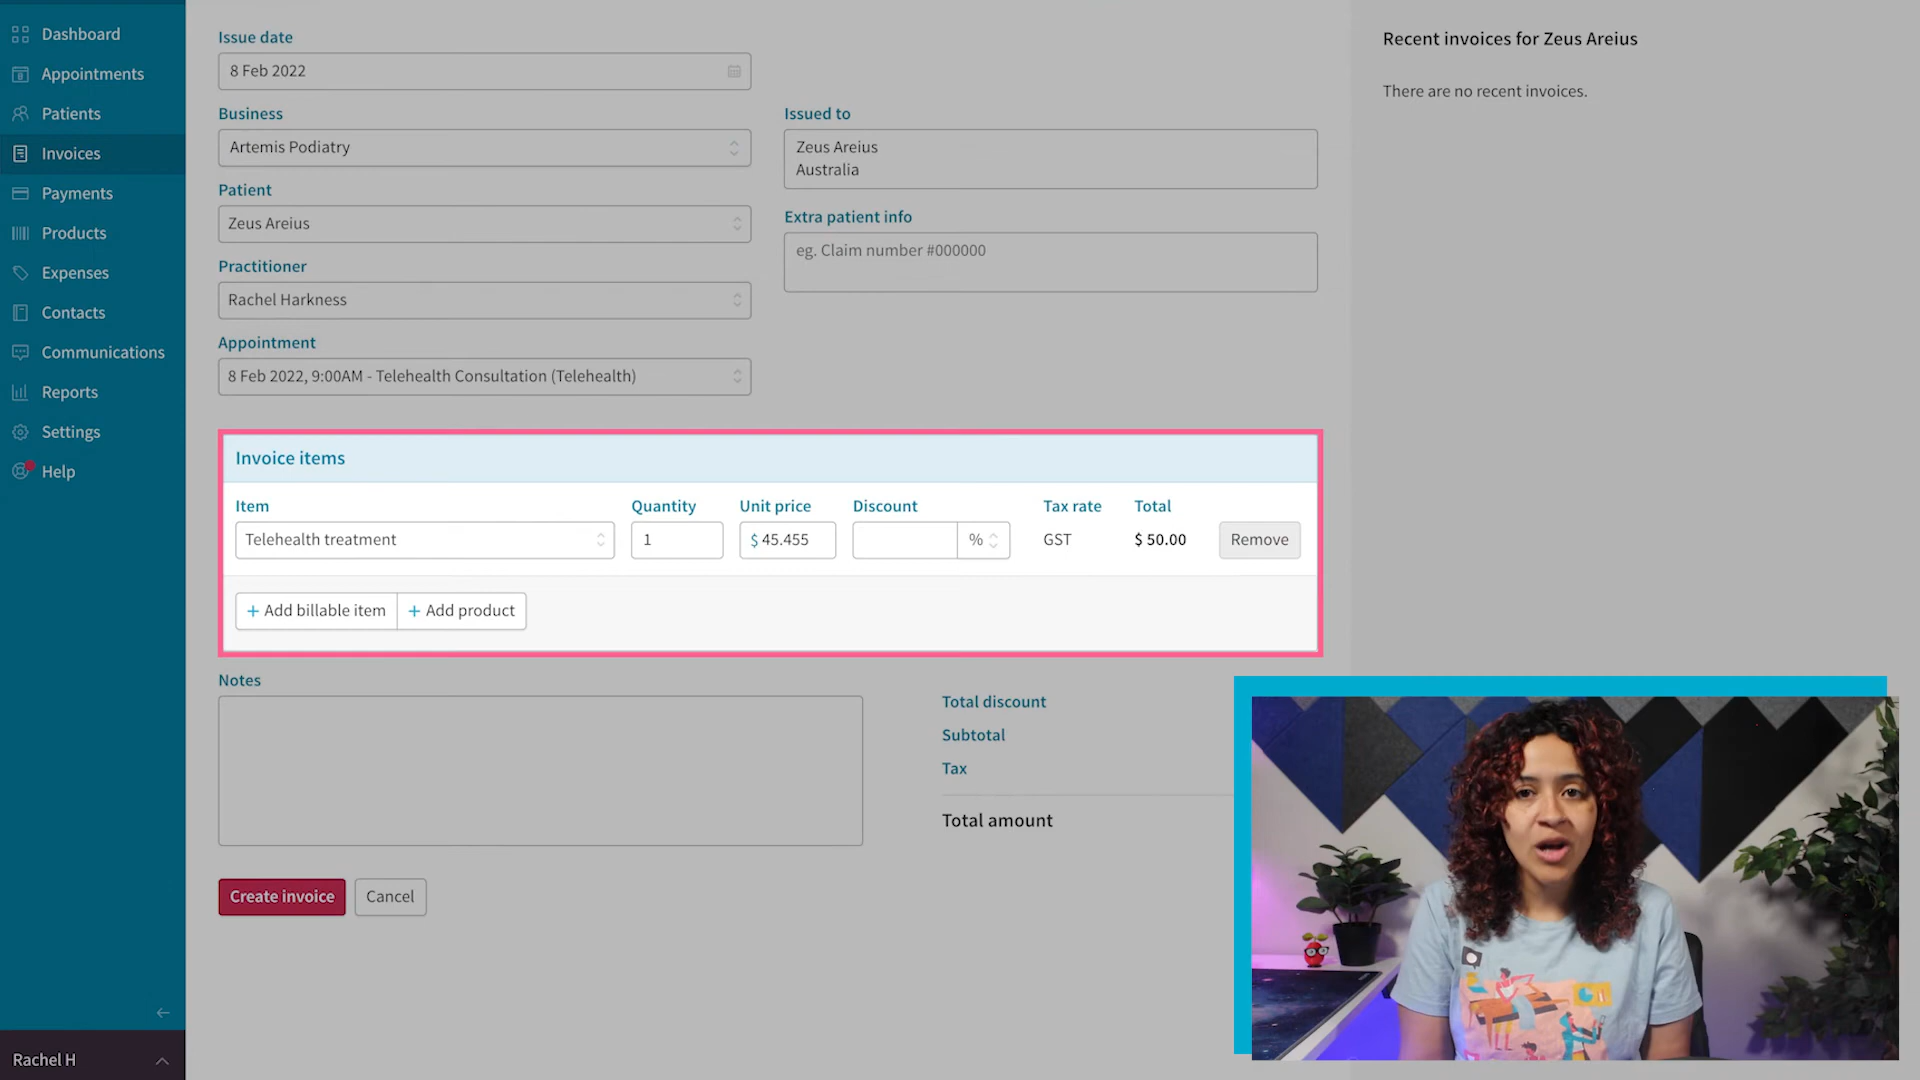 Dashboard
Appointments
Patients
Invoices
Payments
Products
Expenses
Contacts
Communications
Reports
Settings
Help
Rachel H
Issue date
8 Feb 2022
Business
Artemis Podiatry
Patient
Zeus Areius
Practitioner
Rachel Harkness
Appointment
8 Feb 2022, 9:00AM - Telehealth Consultation (Telehealth)
Issued to
Zeus Areius
Australia
Extra patient info
eg. Claim number #000000
Recent invoices for Zeus Areius
There are no recent invoices.
Invoice items
Item Quantity Unit price Discount Tax rate Total
Telehealth treatment 1 $ 45.455 % GST $ 50.00 Remove
+ Add billable item + Add product
Notes
Total discount
Subtotal
Tax
Total amount
Create invoice Cancel